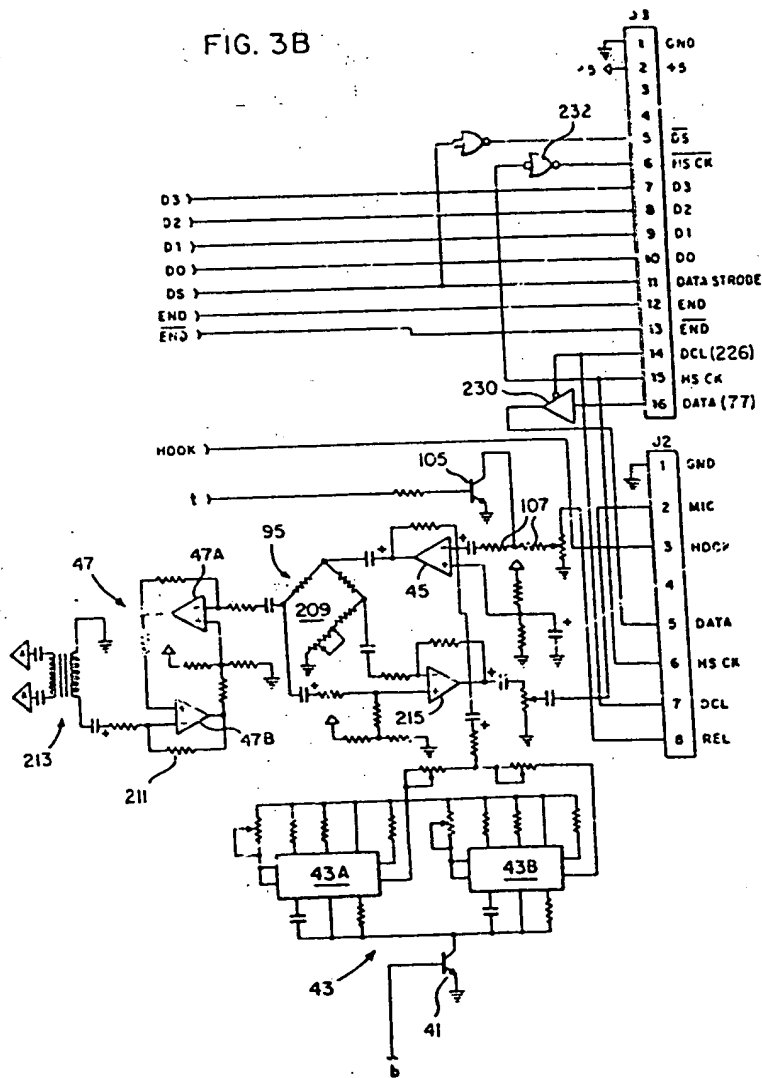 FIG. 3B
J3
1 GND
+5 2 +5
3
4
5 DS
232
6 HS CK
D3 7 D3
D2 8 D2
D1 9 D1
DO 10 DO
DS 11 DATA STRODE
END 12 END
END 13 END
14 DCL (226)
15 HS CK
230
16 DATA (77)
HOOK
J2
1 GND
105
t
2 MIC
107
3 HOOK
95
47
47A
45
4
209
5 DATA
6 HS CK
215
7 DCL
47B
8 REL
213
211
43A
43B
43
41
b